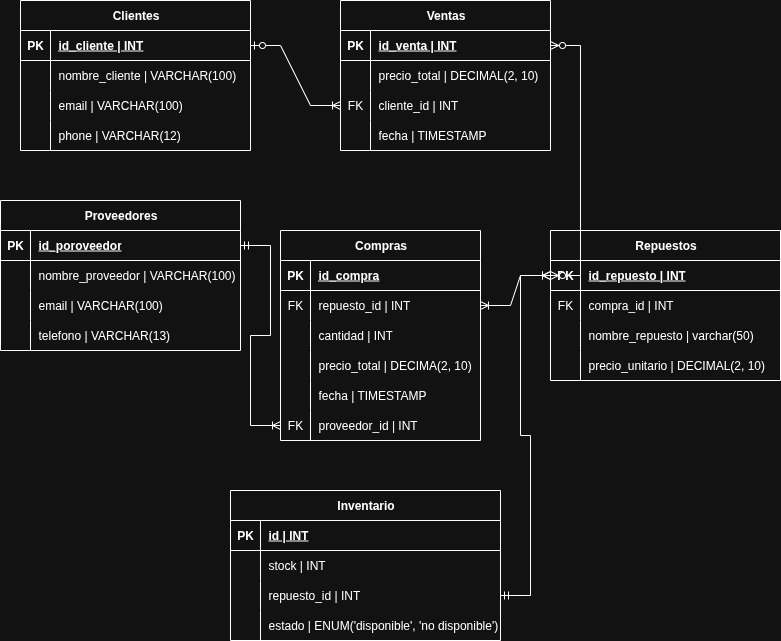 Clientes
PK id_cliente | INT
nombre_cliente | VARCHAR(100)
email | VARCHAR(100)
phone | VARCHAR(12)
Ventas
PK id_venta | INT
precio_total | DECIMAL(2, 10)
FK cliente_id | INT
fecha | TIMESTAMP
Proveedores
PK id_poroveedor
nombre_proveedor | VARCHAR(100)
email | VARCHAR(100)
telefono | VARCHAR(13)
Compras
PK id_compra
FK repuesto_id | INT
cantidad | INT
precio_total | DECIMA(2, 10)
fecha | TIMESTAMP
FK proveedor_id | INT
Repuestos
PK id_repuesto | INT
FK compra_id | INT
nombre_repuesto | varchar(50)
precio_unitario | DECIMAL(2, 10)
Inventario
PK id | INT
stock | INT
repuesto_id | INT
estado | ENUM('disponible', 'no disponible')